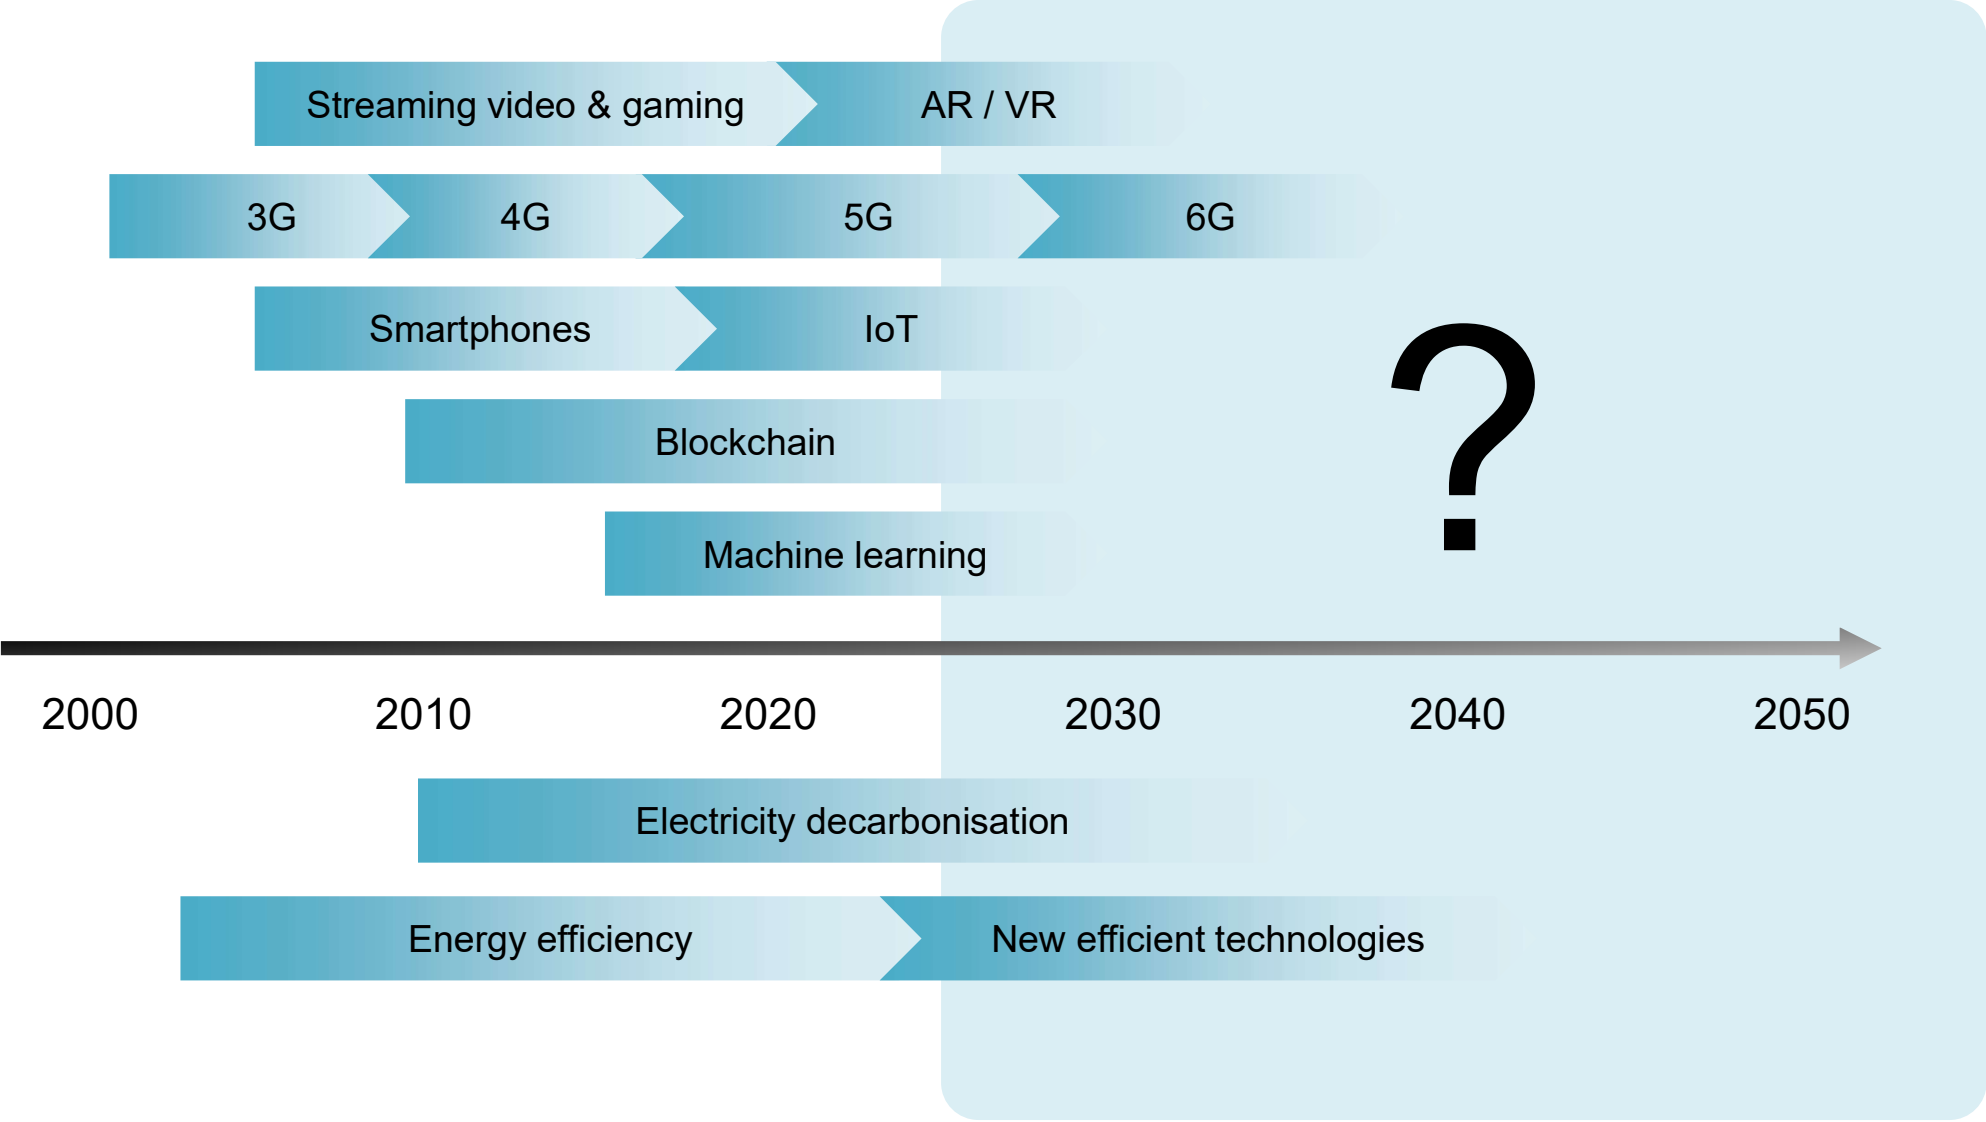 Streaming video & gaming
AR / VR
3G
4G
5G
6G
Smartphones
IoT
Blockchain
Machine learning
?
2000
2010
2020
2030
2040
2050
Electricity decarbonisation
Energy efficiency
New efficient technologies